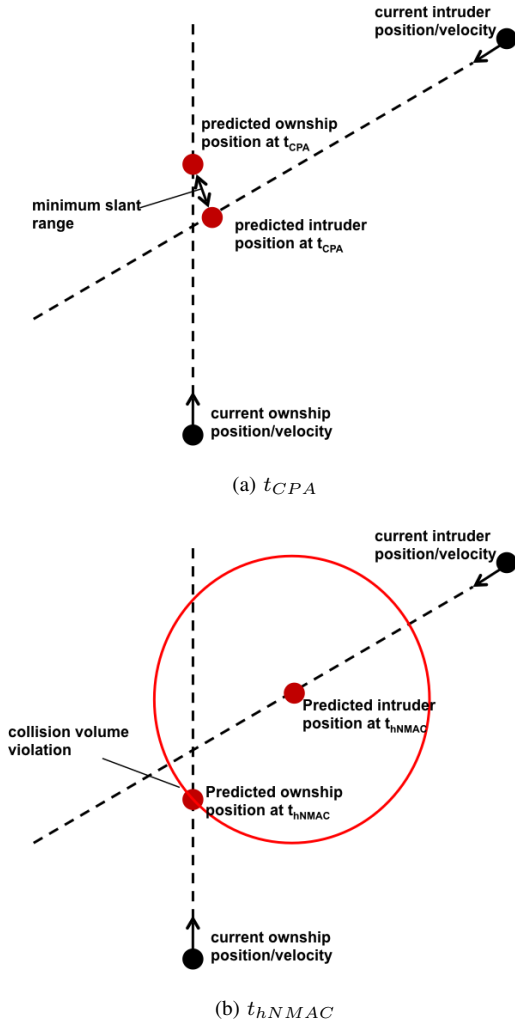 current intruder
position/velocity
predicted ownship
position at tCPA
minimum slant
range
predicted intruder
position at tCPA
current ownship
position/velocity
(a) tCPA
current intruder
position/velocity
Predicted intruder
position at thNMAC
collision volume
violation
Predicted ownship
position at thNMAC
current ownship
position/velocity
(b) thNMAC